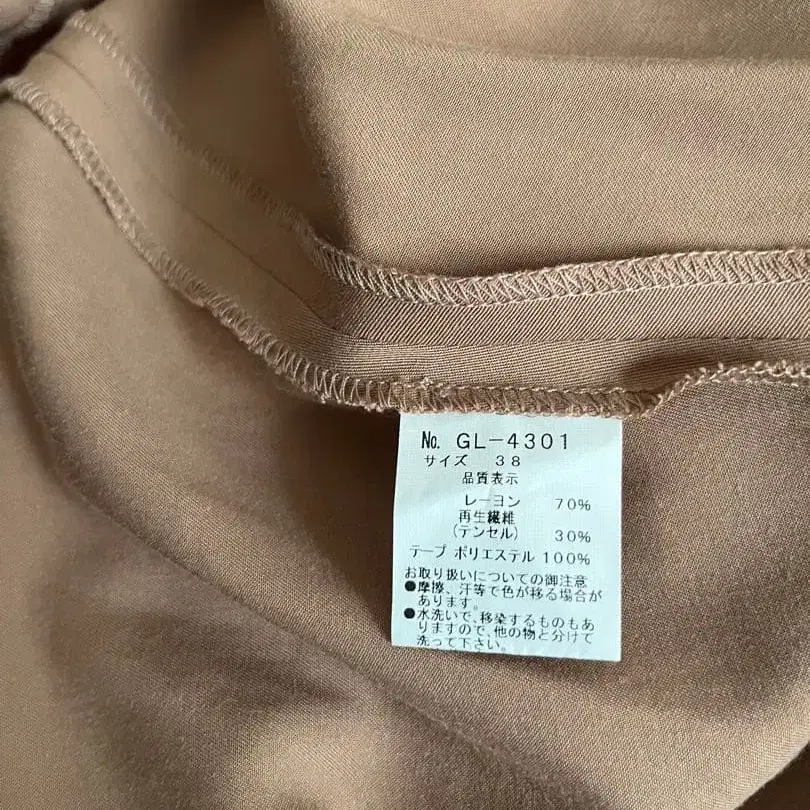 No. GL-4301
サイズ 38
品質表示
レーヨン 70%
再生繊維
(テンセル) 30%
テープ ポリエステル 100%
お取り扱いについての御注意
●摩擦、汗等で色が移る場合が
あります。
●水洗いで、移染するものもあ
りますので、他の物と分けて
洗って下さい。